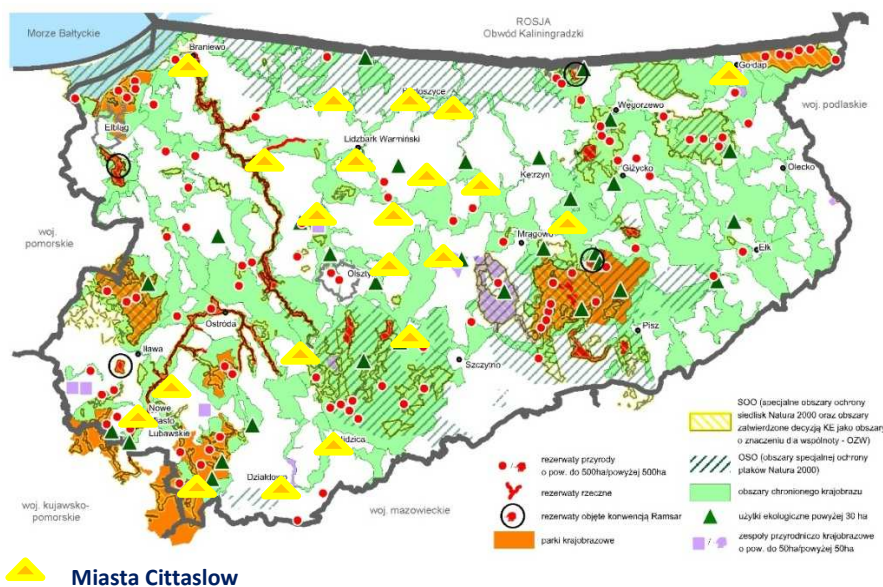 ROSJA
Obwód Kaliningradzki
Morze Bałtyckie
Braniewo
Gołdap
woj. podlaskie
Węgorzewo
Elbląg
Lidzbark Warmiński
Olecko
Kętrzyn
Giżycko
woj.
pomorskie
Mrągowo
Ełk
Olszty
Ostróda
Pisz
Iława
Szczytno
Nowe
Miasto
Lubawskie
Działdowo
woj. kujawsko-
pomorskie
woj. mazowieckie
rezerwaty przyrody
o pow. do 500ha/powyżej 500ha
rezerwaty rzeczne
rezerwaty objęte konwencją Ramsar
parki krajobrazowe
SOO (specjalne obszary ochrony
siedlisk Natura 2000 oraz obszary
zatwierdzone decyzją KE jako obszary
o znaczeniu dla wspólnoty - OZW)
OSO (obszary specjalnej ochrony
ptaków Natura 2000)
obszary chronionego krajobrazu
użytki ekologiczne powyżej 30 ha
zespoły przyrodniczo krajobrazowe
o pow. do 50ha/powyżej 50ha
Miasta Cittaslow